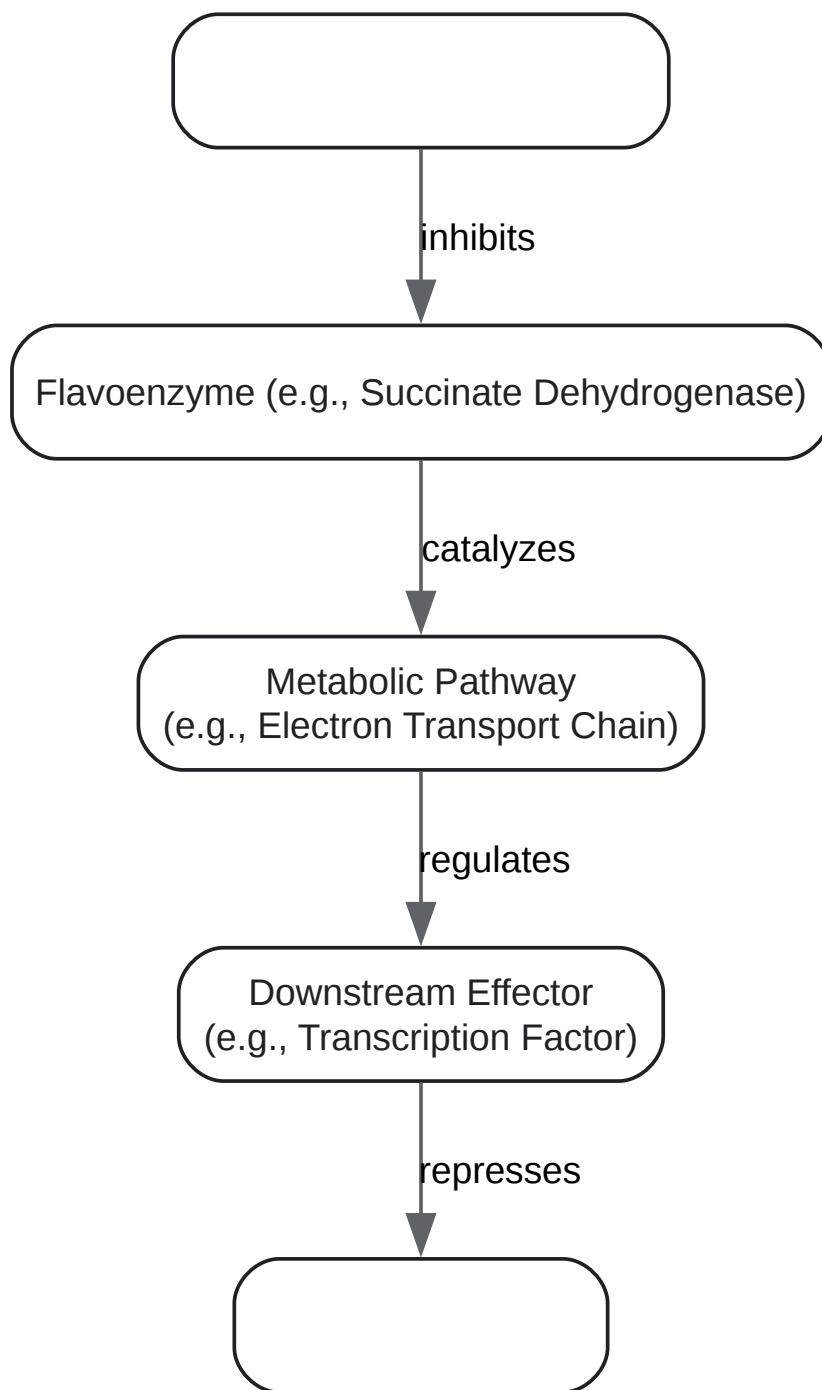 inhibits
Flavoenzyme (e.g., Succinate Dehydrogenase)
catalyzes
Metabolic Pathway
(e.g., Electron Transport Chain)
regulates
Downstream Effector
(e.g., Transcription Factor)
represses